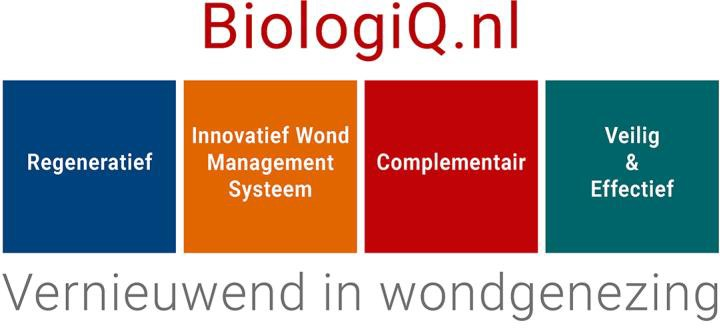 BiologiQ.nl
Regeneratief
Innovatief Wond
Management
Systeem
Complementair
Veilig
&
Effectief
Vernieuwend in wondgenezing